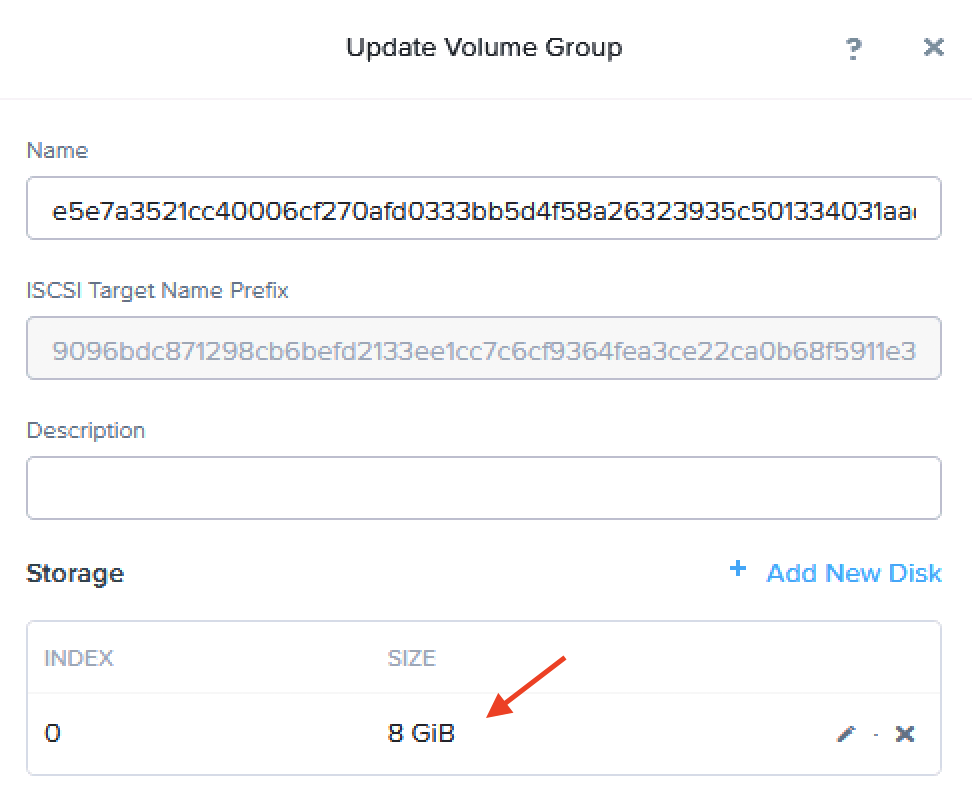 Update Volume Group
? ×
Name
e5e7a3521cc40006cf270afd0333bb5d4f58a26323935c501334031aa
ISCSI Target Name Prefix
9096bdc871298cb6befd2133ee1cc7c6cf9364fea3ce22ca0b68f5911e3
Description
Storage
+ Add New Disk
INDEX SIZE
0 8 GiB · ×